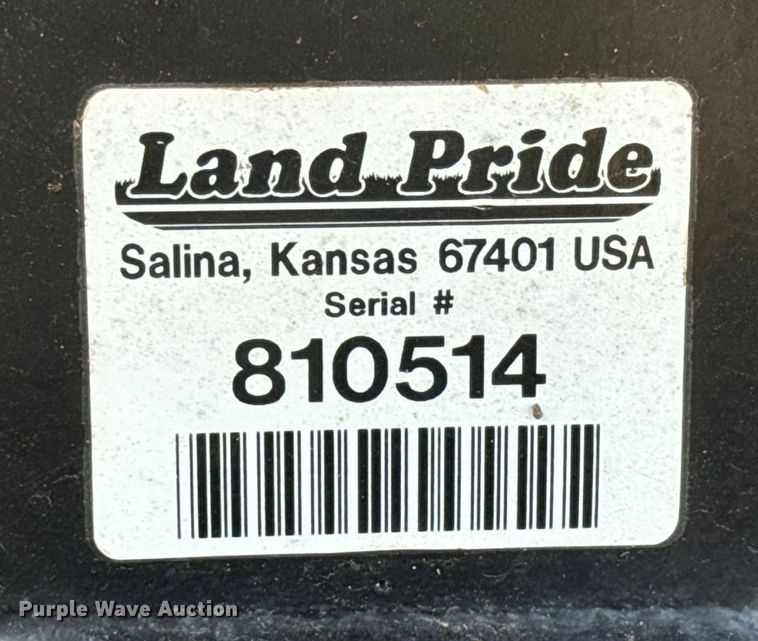 Land Pride
Salina, Kansas 67401 USA
Serial #
810514
Purple Wave Auction